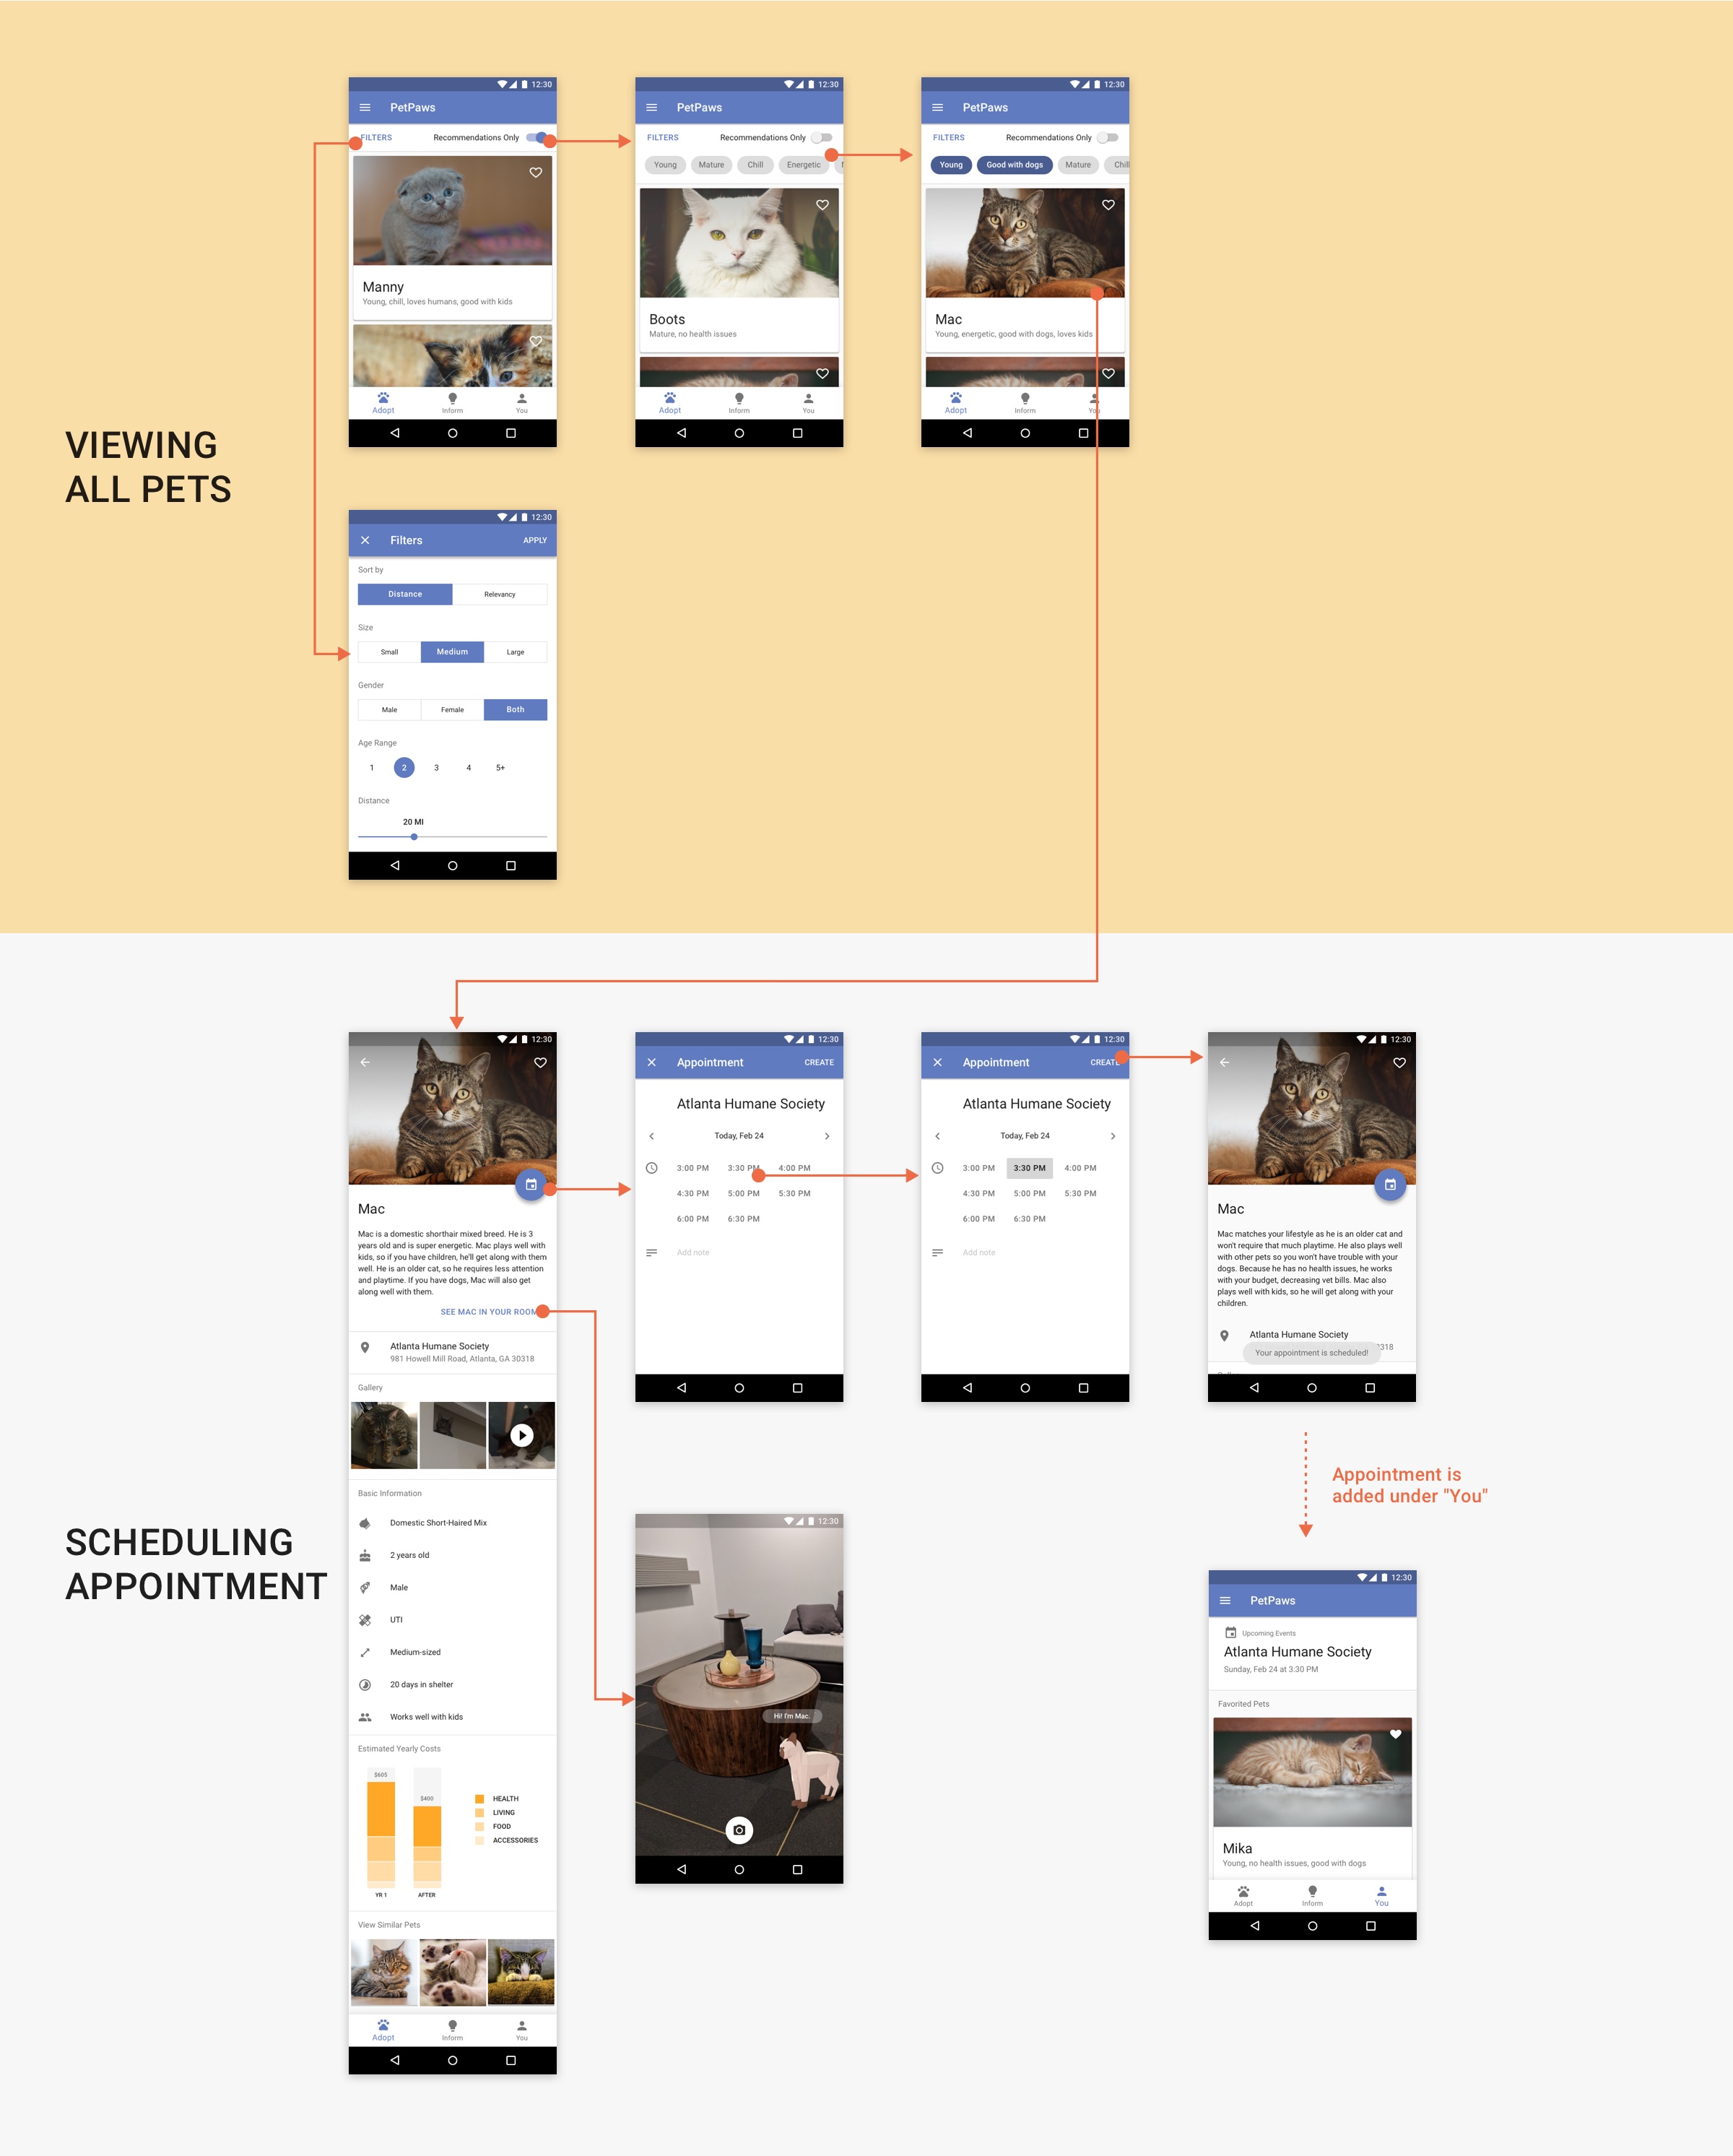 12:30
PetPaws
FILTERS
Recommendations Only
Manny
Young, chill, loves humans, good with kids
Adopt
Inform
You
12:30
PetPaws
FILTERS
Recommendations Only
Young
Mature
Chill
Energetic
Boots
Mature, no health issues
Adopt
Inform
You
12:30
PetPaws
FILTERS
Recommendations Only
Young
Good with dogs
Mature
Chill
Mac
Young, energetic, good with dogs, loves kids
Adopt
Inform
You
VIEWING
ALL PETS
12:30
Filters
APPLY
Sort by
Distance
Relevancy
Size
Small
Medium
Large
Gender
Male
Female
Both
Age Range
1
2
3
4
5+
Distance
20 MI
SCHEDULING
APPOINTMENT
12:30
Mac
Mac is a domestic shorthair mixed breed. He is 3
years old and is super energetic. Mac plays well with
kids, so if you have children, he'll get along with them
well. He is an older cat, so he requires less attention
and playtime. If you have dogs, Mac will also get
along well with them.
SEE MAC IN YOUR ROOM
Atlanta Humane Society
981 Howell Mill Road, Atlanta, GA 30318
Gallery
Basic Information
Domestic Short-Haired Mix
2 years old
Male
UTI
Medium-sized
20 days in shelter
Works well with kids
Estimated Yearly Costs
$605
$400
HEALTH
LIVING
FOOD
ACCESSORIES
YR 1
AFTER
View Similar Pets
Adopt
Inform
You
12:30
Appointment
CREATE
Atlanta Humane Society
Today, Feb 24
3:00 PM
3:30 PM
4:00 PM
4:30 PM
5:00 PM
5:30 PM
6:00 PM
6:30 PM
Add note
12:30
Appointment
CREATE
Atlanta Humane Society
Today, Feb 24
3:00 PM
3:30 PM
4:00 PM
4:30 PM
5:00 PM
5:30 PM
6:00 PM
6:30 PM
Add note
12:30
Mac
Mac matches your lifestyle as he is an older cat and
won't require that much playtime. He also plays well
with other pets so you won't have trouble with your
dogs. Because he has no health issues, he works
with your budget, decreasing vet bills. Mac also
plays well with kids, so he will get along with your
children.
Atlanta Humane Society
0318
Your appointment is scheduled!
12:30
Hi! I'm Mac.
Appointment is
added under "You"
12:30
PetPaws
Upcoming Events
Atlanta Humane Society
Sunday, Feb 24 at 3:30 PM
Favorited Pets
Mika
Young, no health issues, good with dogs
Adopt
Inform
You